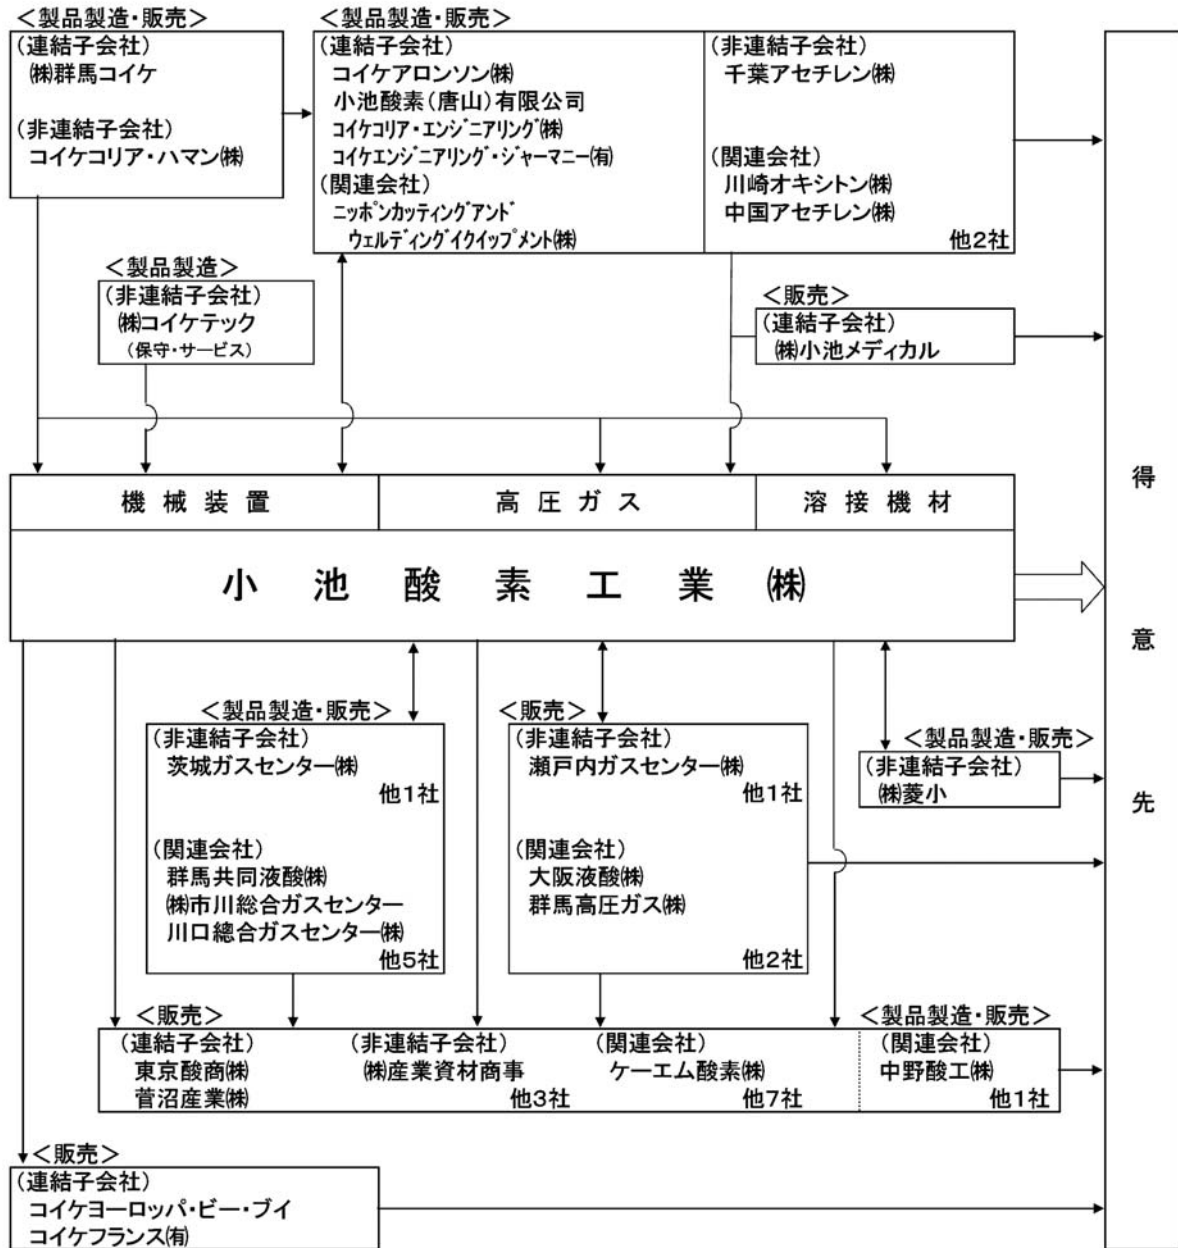 ＜製品製造・販売＞
(連結子会社)
㈱群馬コイケ
(非連結子会社)
コイケコリア・ハマン㈱
＜製品製造・販売＞
(連結子会社)
コイケアロンソン㈱
小池酸素(唐山)有限公司
コイケコリア・エンジニアリング㈱
コイケエンジニアリング・ジャーマニー㈲
(関連会社)
ニッポンカッティングアンド
ウェルディングイクイップメント㈱
(非連結子会社)
千葉アセチレン㈱
(関連会社)
川崎オキシトン㈱
中国アセチレン㈱
他2社
＜製品製造＞
(非連結子会社)
㈱コイケテック
(保守・サービス)
＜販売＞
(連結子会社)
㈱小池メディカル
機械装置
高圧ガス
溶接機材
小池酸素工業㈱
得意先
＜製品製造・販売＞
(非連結子会社)
茨城ガスセンター㈱
他1社
(関連会社)
群馬共同液酸㈱
㈱市川総合ガスセンター
川口總合ガスセンター㈱
他5社
＜販売＞
(非連結子会社)
瀬戸内ガスセンター㈱
他1社
(関連会社)
大阪液酸㈱
群馬高圧ガス㈱
他2社
＜製品製造・販売＞
(非連結子会社)
㈱菱小
＜販売＞
(連結子会社)
東京酸商㈱
菅沼産業㈱
(非連結子会社)
㈱産業資材商事
他3社
(関連会社)
ケーエム酸素㈱
他7社
＜製品製造・販売＞
(関連会社)
中野酸工㈱
他1社
＜販売＞
(連結子会社)
コイケヨーロッパ・ビー・ブイ
コイケフランス㈲